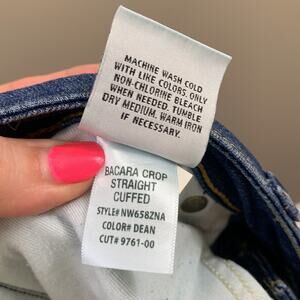 MACHINE WASH COLD
WITH LIKE COLORS. ONLY
NON-CHLORINE BLEACH
WHEN NEEDED. TUMBLE
DRY MEDIUM. WARM IRON
IF NECESSARY.
BACARA CROP
STRAIGHT
CUFFED
STYLE# NW658ZNA
COLOR# DEAN
CUT# 9761-00